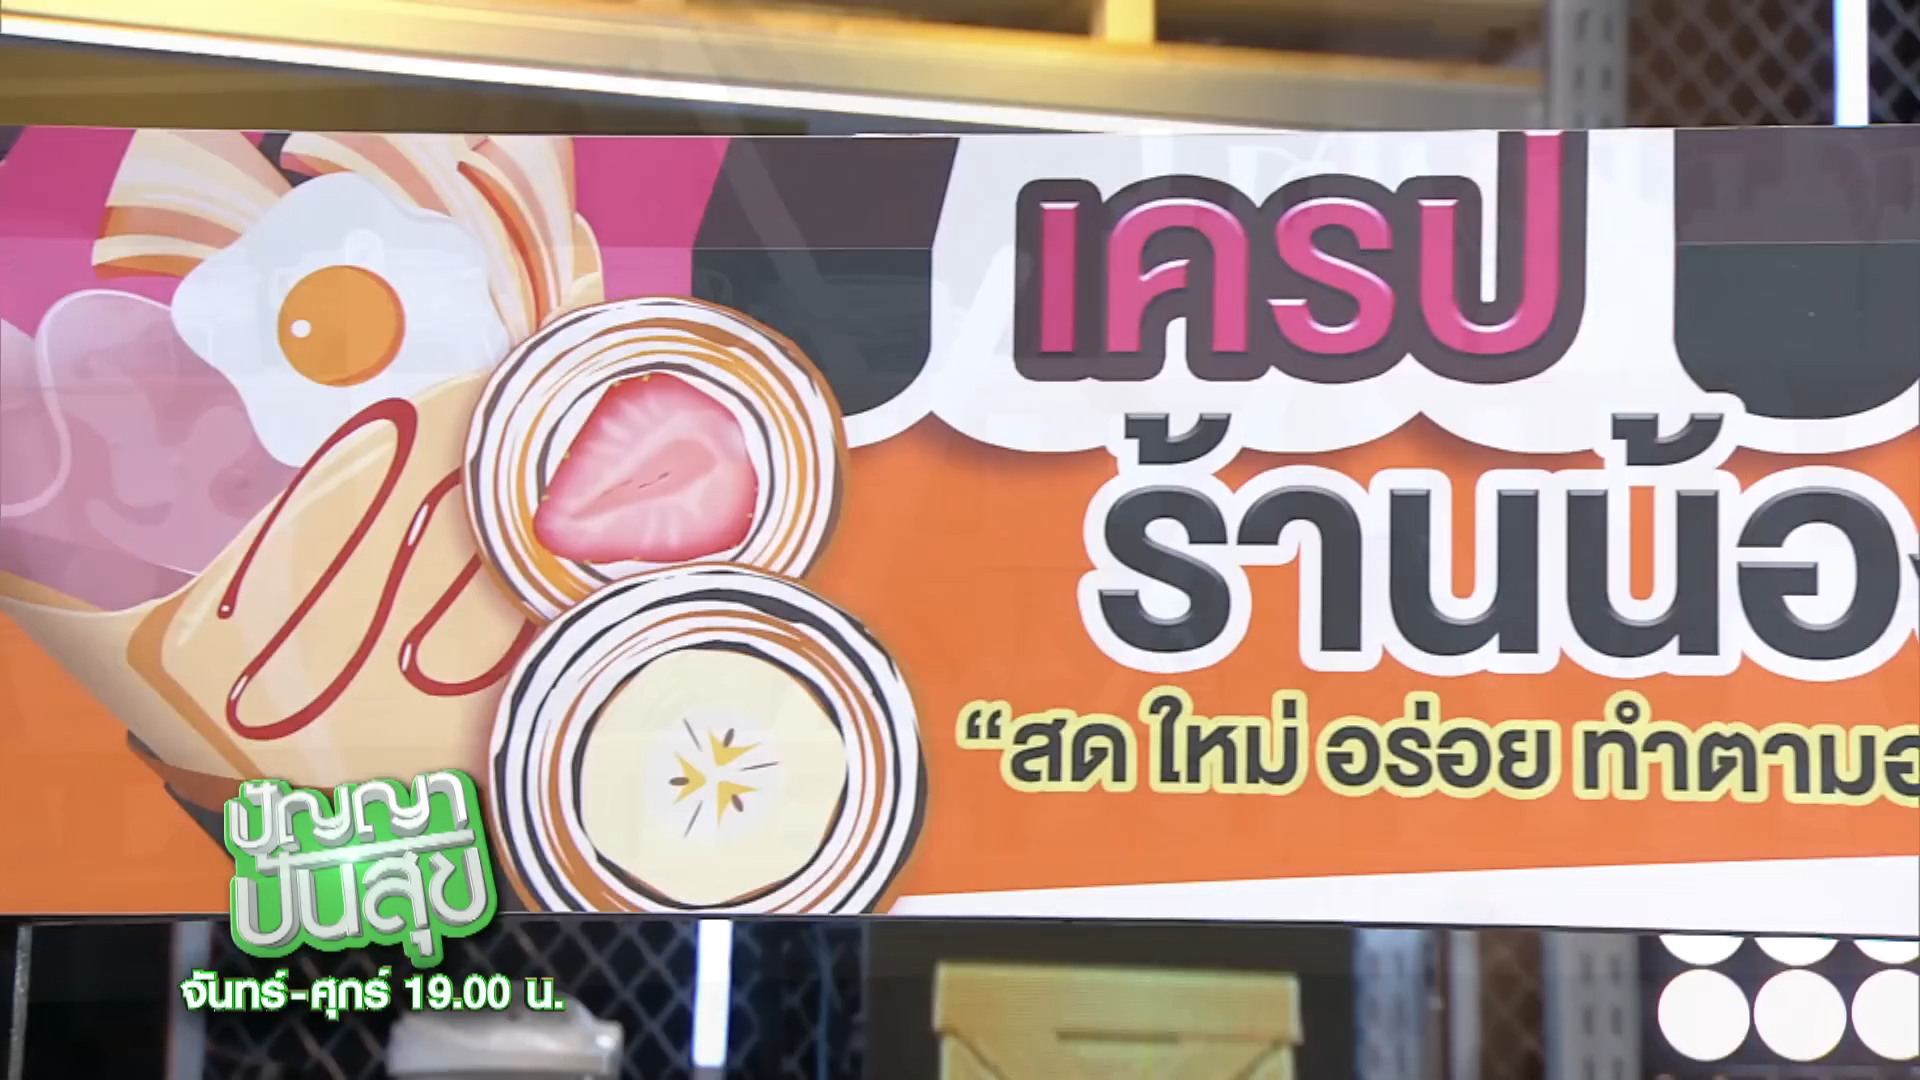 เครป
ร้านน้อ
“สด ใหม่ อร่อย ทำตาม
ปัญญา
ปันสุข
จันทร์-ศุกร์ 19.00 น.